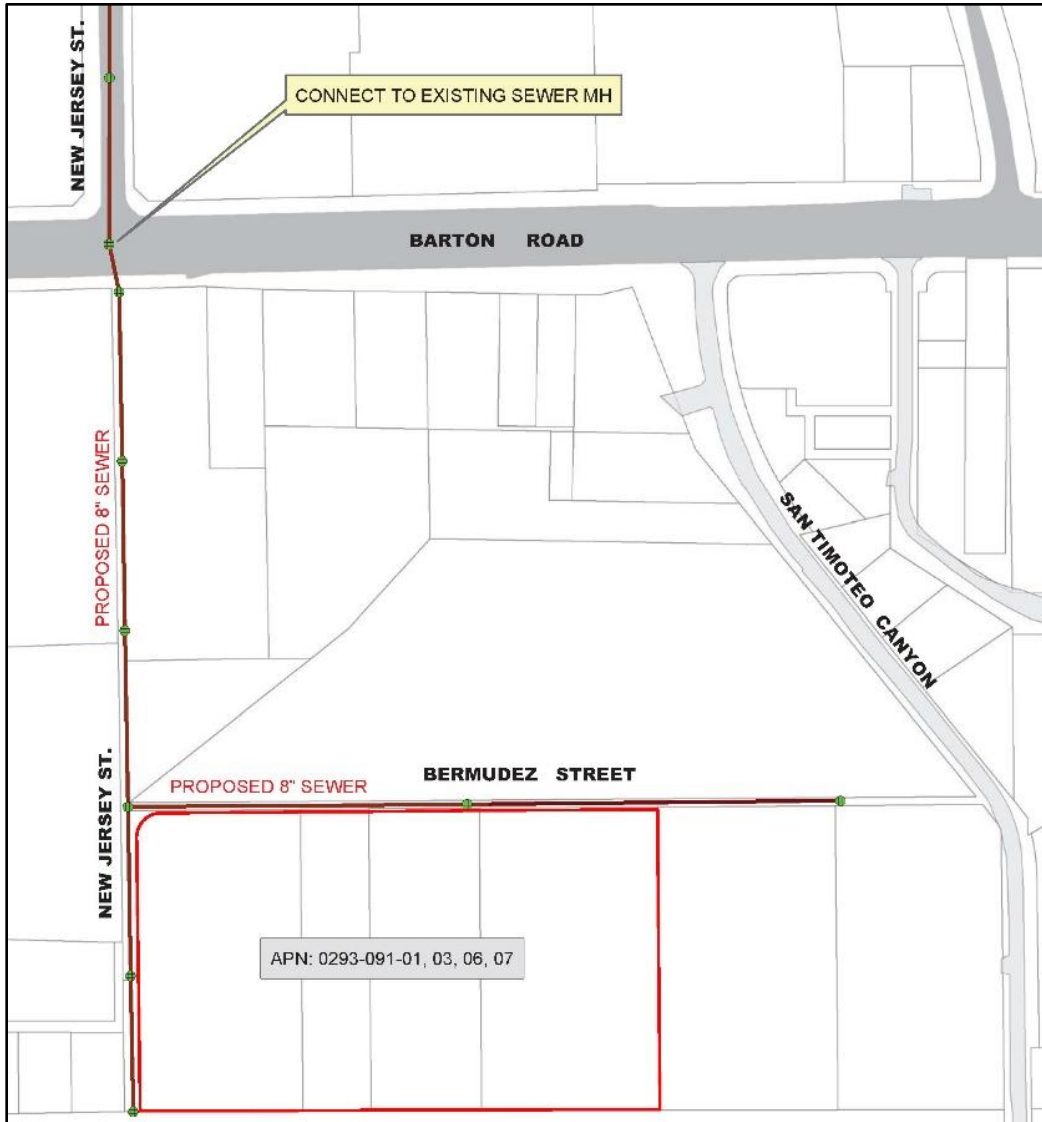 NEW JERSEY ST.
CONNECT TO EXISTING SEWER MH
BARTON ROAD
PROPOSED 8" SEWER
SAN TIMOTEO CANYON
BERMUDEZ STREET
PROPOSED 8" SEWER
NEW JERSEY ST.
APN: 0293-091-01, 03, 06, 07